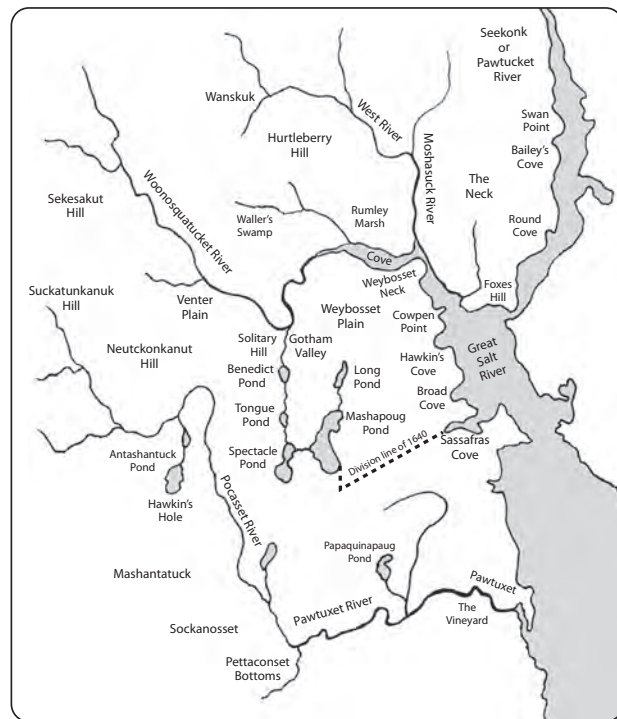 Seekonk
or
Pawtucket
River
Wanskuk
West River
Swan
Point
Hurtleberry
Hill
Moshasuck River
Bailey's
Cove
The
Neck
Sekesakut
Hill
Woonosquatucket River
Waller's
Swamp
Rumley
Marsh
Round
Cove
Cove
Weybosset
Neck
Suckatunkanuk
Hill
Venter
Plain
Foxes
Hill
Weybosset
Plain
Cowpen
Point
Neutckonkanut
Hill
Solitary
Hill
Gotham
Valley
Great
Salt
River
Benedict
Pond
Long
Pond
Hawkin's
Cove
Tongue
Pond
Mashapoug
Pond
Broad
Cove
Antashantuck
Pond
Spectacle
Pond
Division line of 1640
Sassafras
Cove
Hawkin's
Hole
Pocasset River
Mashantatuck
Papaquinapaug
Pond
Pawtuxet
Pawtuxet River
The
Vineyard
Sockanosset
Pettaconset
Bottoms